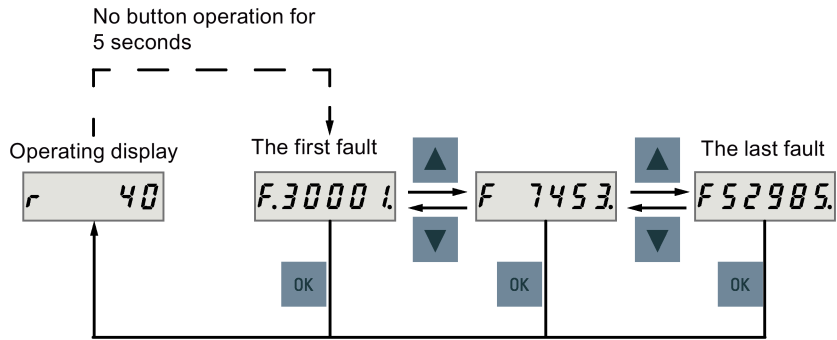 No button operation for
5 seconds
Operating display
The first fault
The last fault
r 40
F.30001.
F 7453.
F52985.
OK
OK
OK